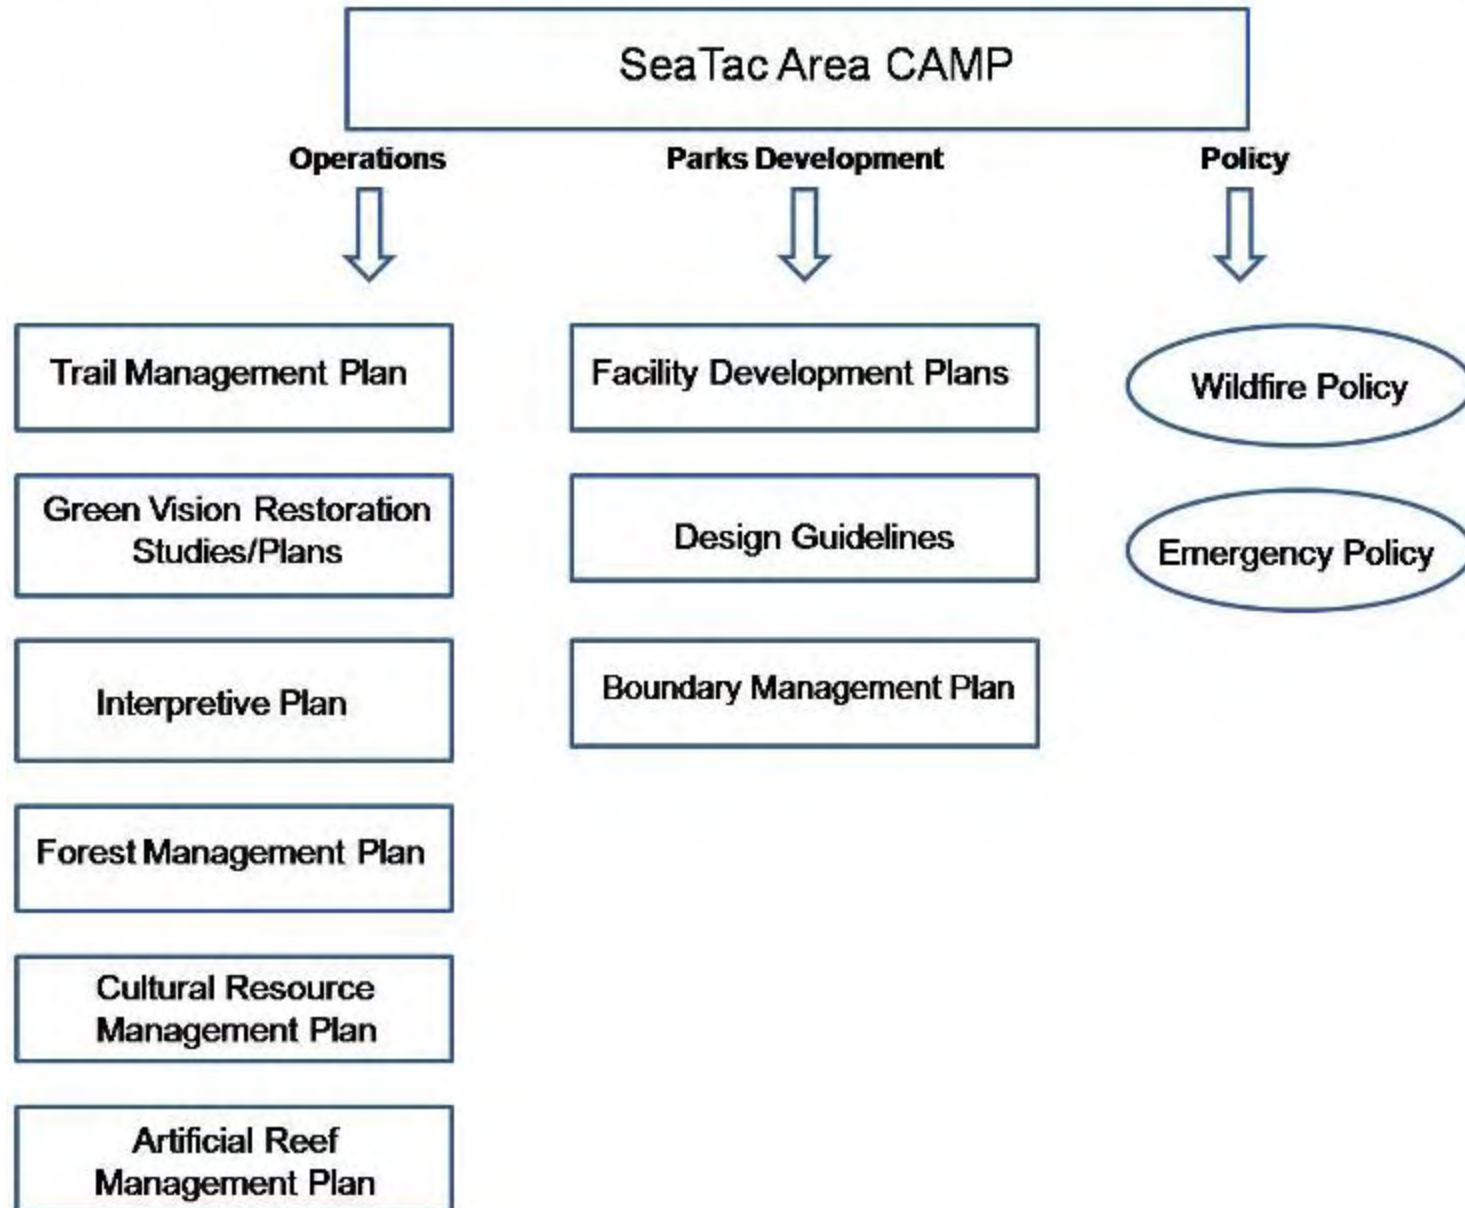 SeaTac Area CAMP
Operations
Parks Development
Policy
Trail Management Plan
Green Vision Restoration
Studies/Plans
Interpretive Plan
Forest Management Plan
Cultural Resource
Management Plan
Artificial Reef
Management Plan
Facility Development Plans
Design Guidelines
Boundary Management Plan
Wildfire Policy
Emergency Policy